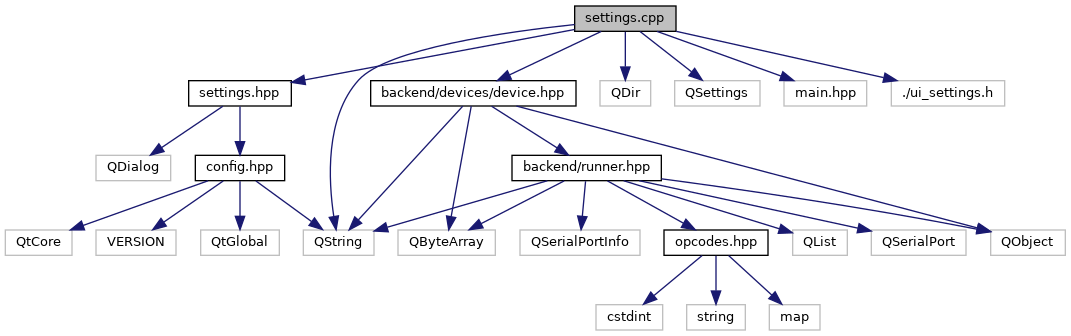 settings.cpp
settings.hpp
backend/devices/device.hpp
QDir
QSettings
main.hpp
./ui_settings.h
QDialog
config.hpp
backend/runner.hpp
QtCore
VERSION
QtGlobal
QString
QByteArray
QSerialPortInfo
opcodes.hpp
QList
QSerialPort
QObject
cstdint
string
map